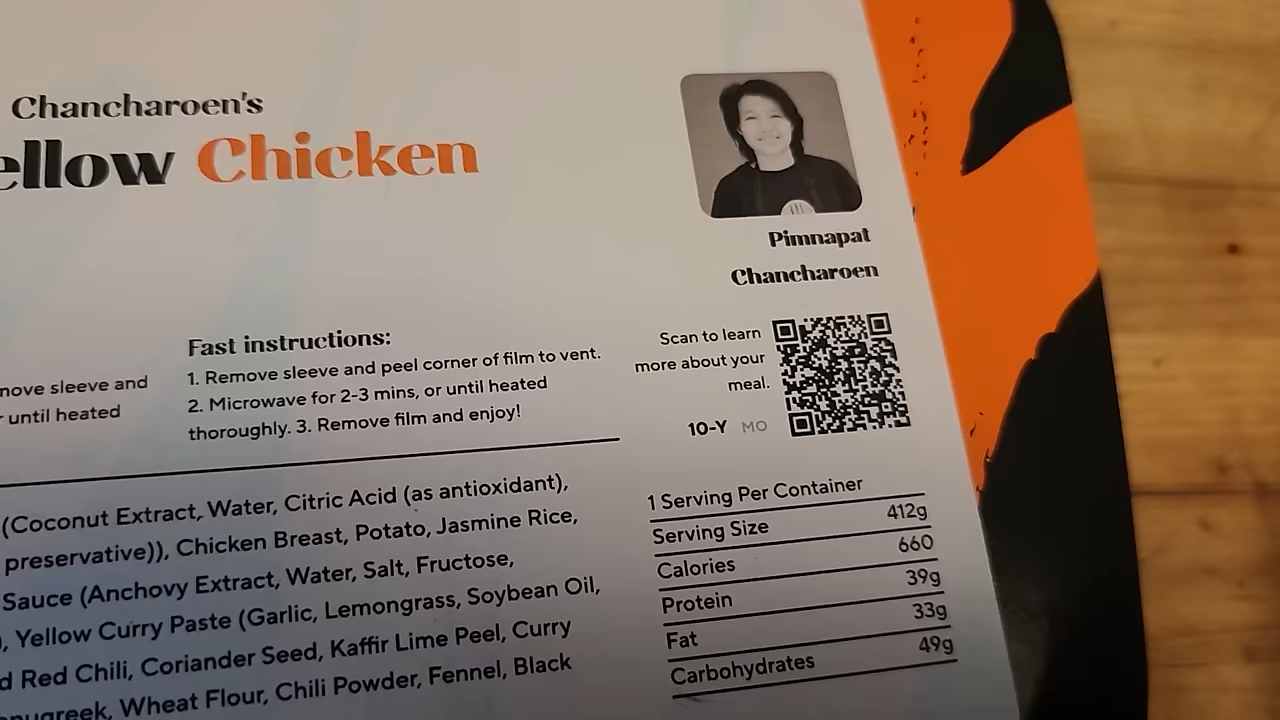 Chancharoen's
ellow Chicken
Pimnapat
Chancharoen
move sleeve and
until heated
Fast instructions:
1. Remove sleeve and peel corner of film to vent.
2. Microwave for 2-3 mins, or until heated
thoroughly. 3. Remove film and enjoy!
Scan to learn
more about your
meal.
10-Y MO
(Coconut Extract, Water, Citric Acid (as antioxidant),
preservative)), Chicken Breast, Potato, Jasmine Rice,
Sauce (Anchovy Extract, Water, Salt, Fructose,
), Yellow Curry Paste (Garlic, Lemongrass, Soybean Oil,
d Red Chili, Coriander Seed, Kaffir Lime Peel, Curry
nugreek, Wheat Flour, Chili Powder, Fennel, Black
1 Serving Per Container
Serving Size 412g
Calories 660
Protein 39g
Fat 33g
Carbohydrates 49g